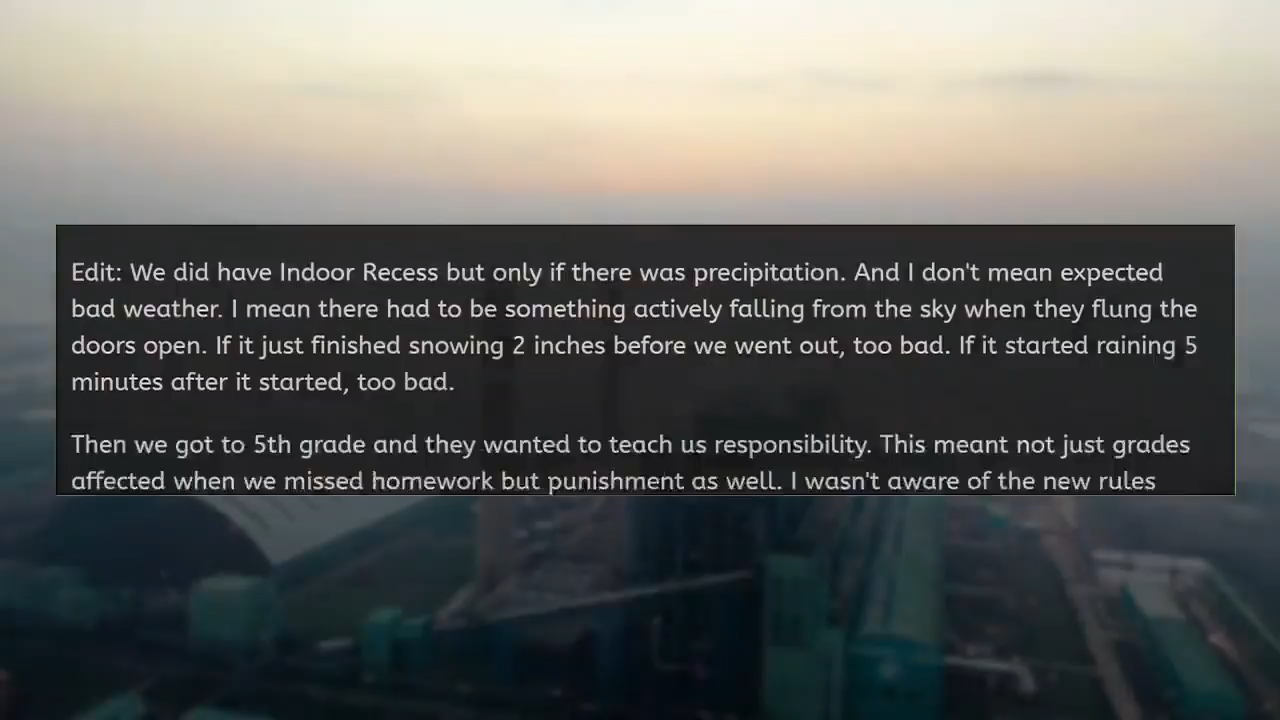 Edit: We did have Indoor Recess but only if there was precipitation. And I don't mean expected
bad weather. I mean there had to be something actively falling from the sky when they flung the
doors open. If it just finished snowing 2 inches before we went out, too bad. If it started raining 5
minutes after it started, too bad.
Then we got to 5th grade and they wanted to teach us responsibility. This meant not just grades
affected when we missed homework but punishment as well. I wasn't aware of the new rules